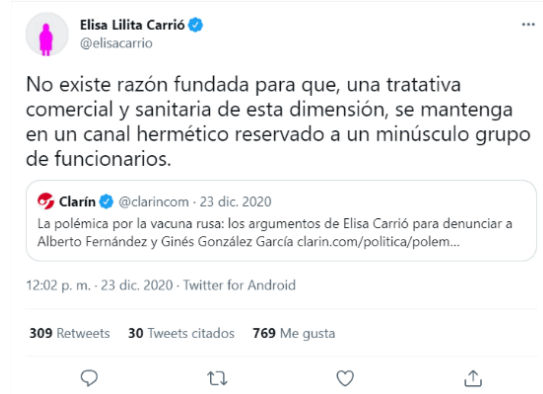 Elisa Lilita Carrió
@elisacarrio
No existe razón fundada para que, una tratativa
comercial y sanitaria de esta dimensión, se mantenga
en un canal hermético reservado a un minúsculo grupo
de funcionarios.
Clarín @clarincom · 23 dic. 2020
La polémica por la vacuna rusa: los argumentos de Elisa Carrió para denunciar a
Alberto Fernández y Ginés González García clarin.com/politica/polem...
12:02 p. m. · 23 dic. 2020 · Twitter for Android
309 Retweets 30 Tweets citados 769 Me gusta